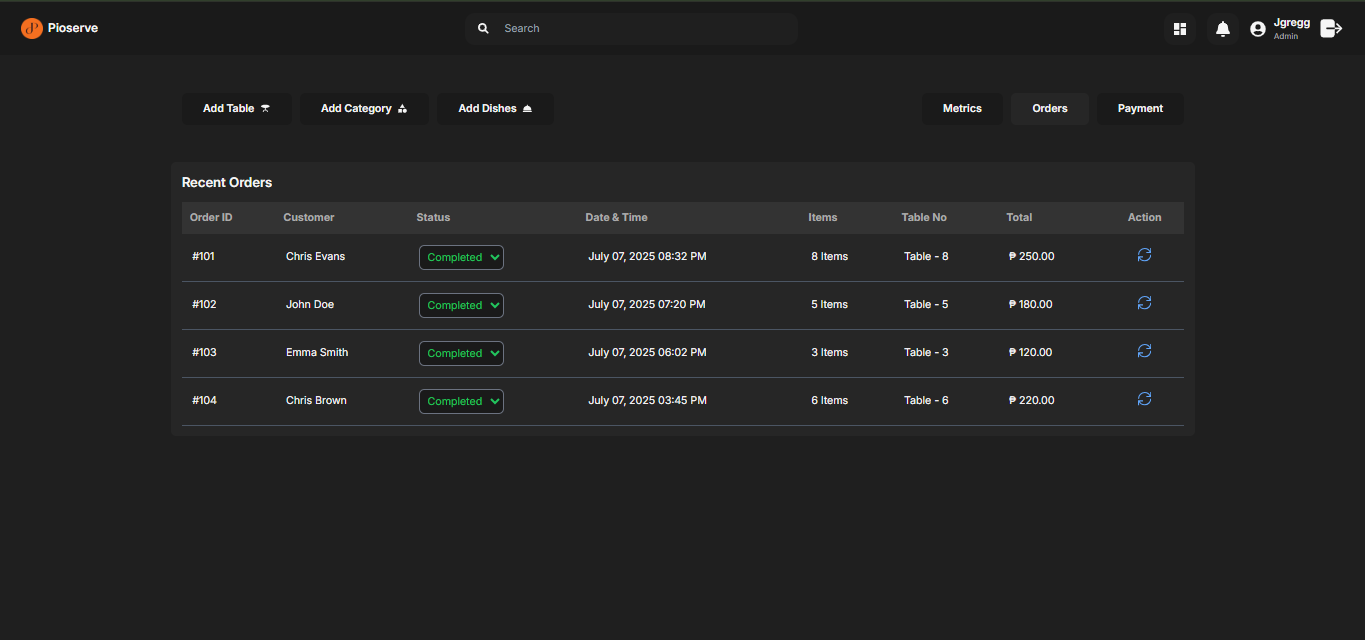 Pioserve
Search
Jgregg
Admin
Add Table
Add Category
Add Dishes
Metrics
Orders
Payment
Recent Orders
Order ID Customer Status Date & Time Items Table No Total Action
#101 Chris Evans Completed July 07, 2025 08:32 PM 8 Items Table - 8 ₱ 250.00
#102 John Doe Completed July 07, 2025 07:20 PM 5 Items Table - 5 ₱ 180.00
#103 Emma Smith Completed July 07, 2025 06:02 PM 3 Items Table - 3 ₱ 120.00
#104 Chris Brown Completed July 07, 2025 03:45 PM 6 Items Table - 6 ₱ 220.00